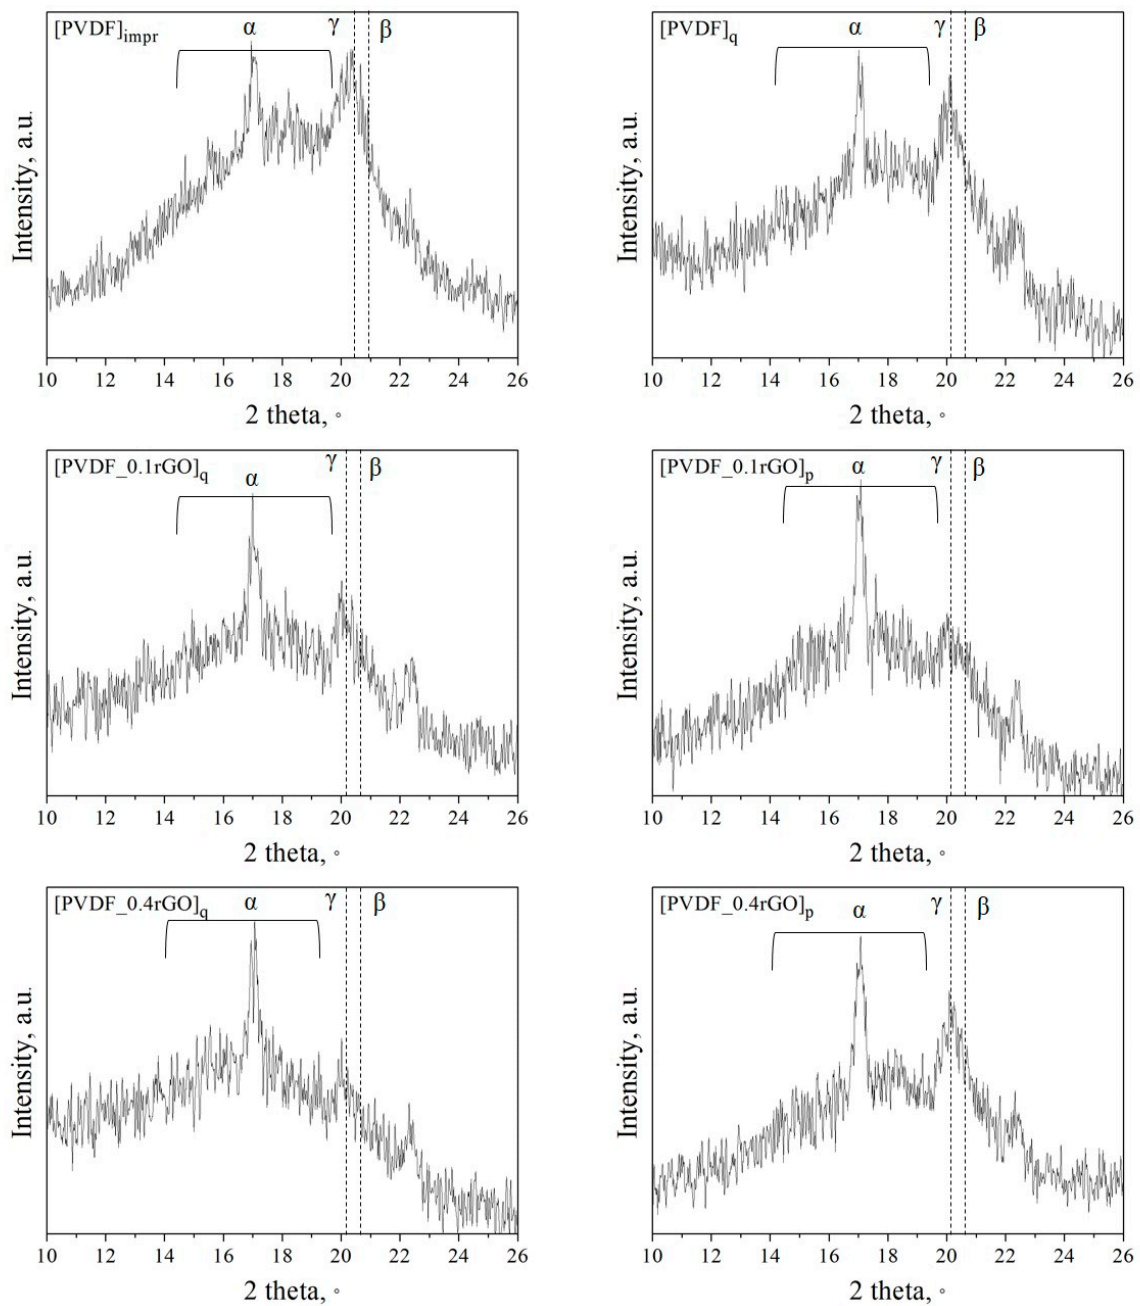 [PVDF]impr
α
γ
β
Intensity, a.u.
10 12 14 16 18 20 22 24 26
2 theta, °
[PVDF]q
α
γ
β
Intensity, a.u.
10 12 14 16 18 20 22 24 26
2 theta, °
[PVDF_0.1rGO]q
α
γ
β
Intensity, a.u.
10 12 14 16 18 20 22 24 26
2 theta, °
[PVDF_0.1rGO]p
α
γ
β
Intensity, a.u.
10 12 14 16 18 20 22 24 26
2 theta, °
[PVDF_0.4rGO]q
α
γ
β
Intensity, a.u.
10 12 14 16 18 20 22 24 26
2 theta, °
[PVDF_0.4rGO]p
α
γ
β
Intensity, a.u.
10 12 14 16 18 20 22 24 26
2 theta, °